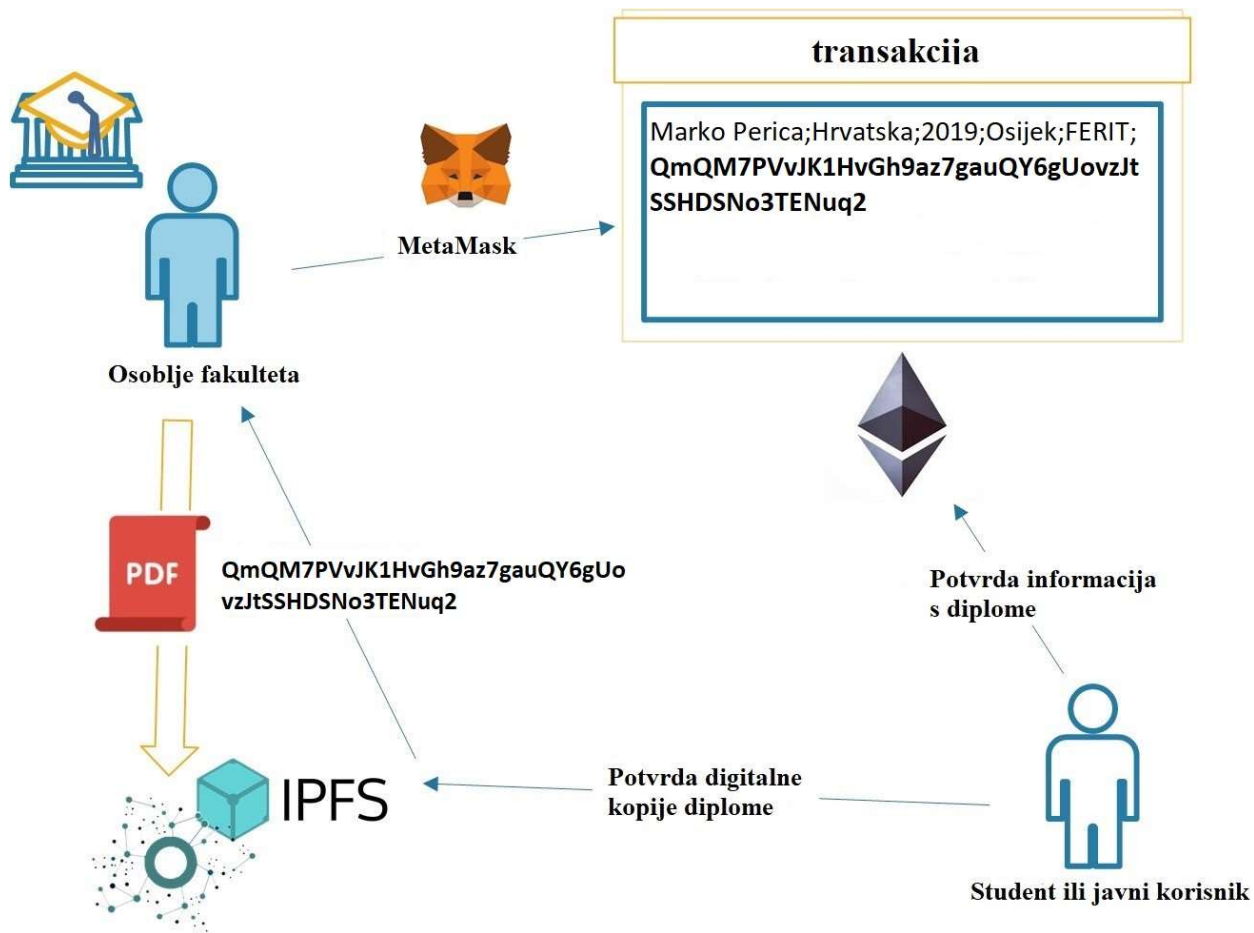 transakcija
Marko Perica;Hrvatska;2019;Osijek;FERIT;
QmQM7PVvJK1HvGh9az7gauQY6gUovzJt
SSHDSNo3TENuq2
MetaMask
Osoblje fakulteta
PDF
QmQM7PVvJK1HvGh9az7gauQY6gUo
vzJtSSHDSNo3TENuq2
Potvrda informacija
s diplome
IPFS
Potvrda digitalne
kopije diplome
Student ili javni korisnik